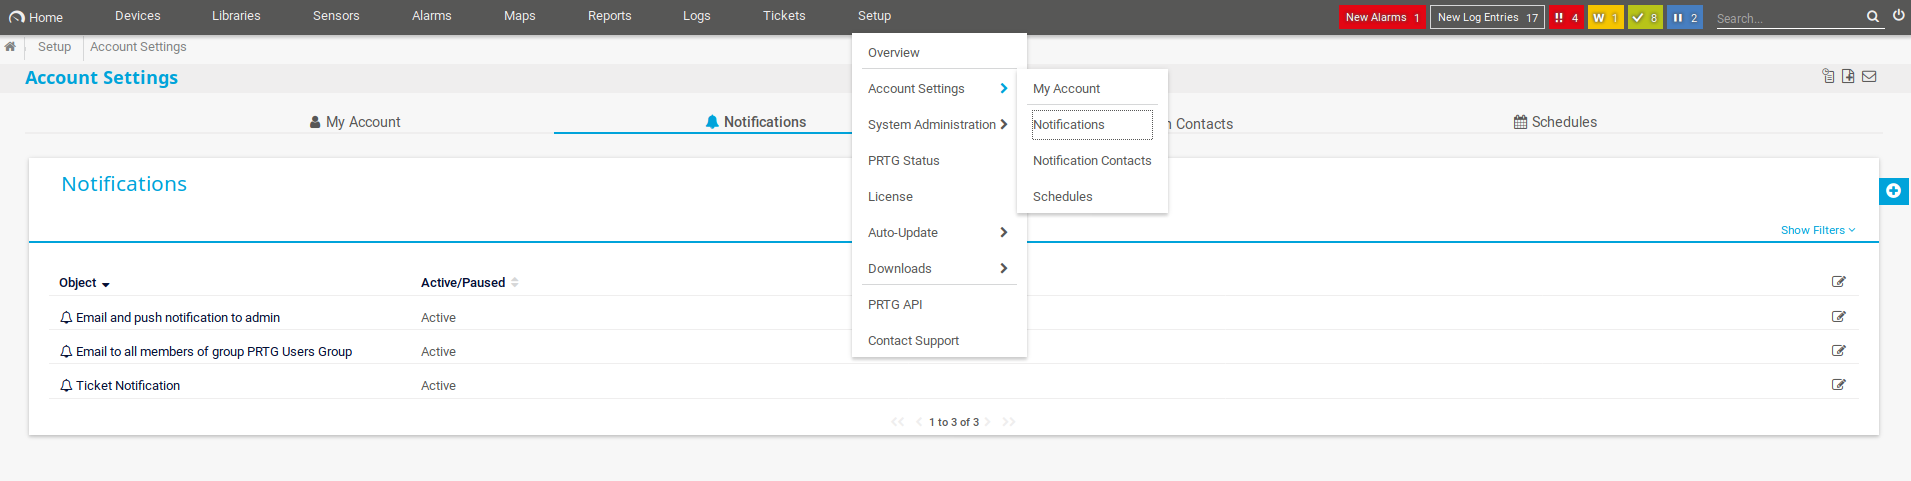 Home Devices Libraries Sensors Alarms Maps Reports Logs Tickets Setup New Alarms 1 New Log Entries 17 !! 4 W 1 8 2 Search...
Setup Account Settings
Account Settings
My Account Notifications n Contacts Schedules
Overview
Account Settings
System Administration
PRTG Status
License
Auto-Update
Downloads
PRTG API
Contact Support
My Account
Notifications
Notification Contacts
Schedules
Notifications
Show Filters
Object Active/Paused
Email and push notification to admin Active
Email to all members of group PRTG Users Group Active
Ticket Notification Active
<< < 1 to 3 of 3 > >>